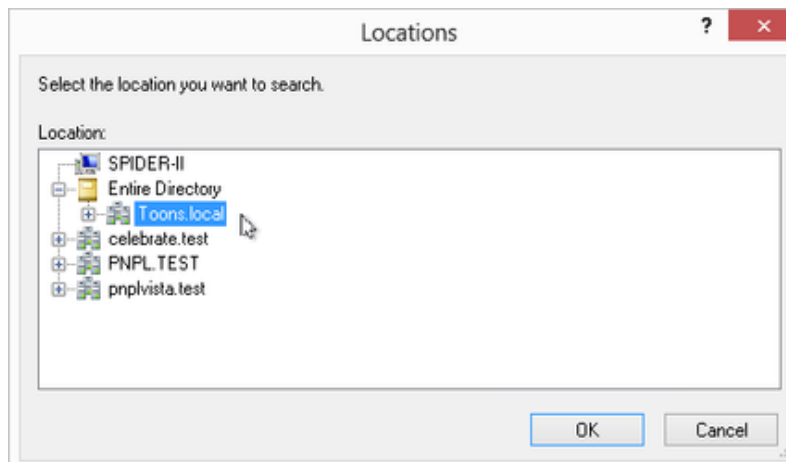 Locations
?
Select the location you want to search.
Location:
SPIDER-II
Entire Directory
Toons.local
celebrate.test
PNPL.TEST
pnplvista.test
OK Cancel